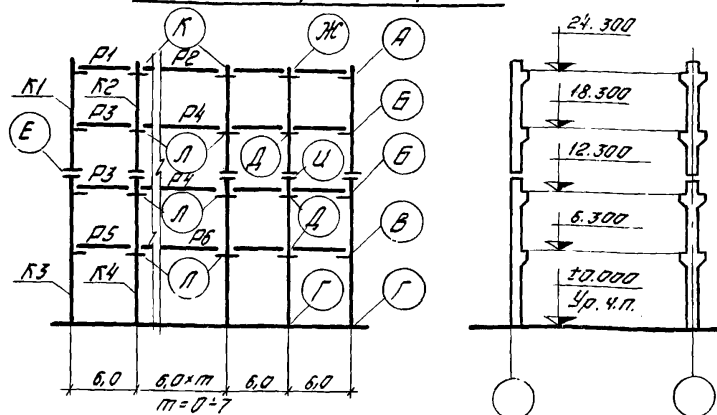 К Ж А
Р1 Р2
К1 К2
Р3 Р4 Б
Е Л Д И
Р3 Р4 Б
Л Д
Р5 Р6 В
К3 К4 Л Г Г
6,0 6,0×m 6,0 6,0
m=0÷7
24.300
18.300
12.300
6.300
±0.000
Ур. ч.п.